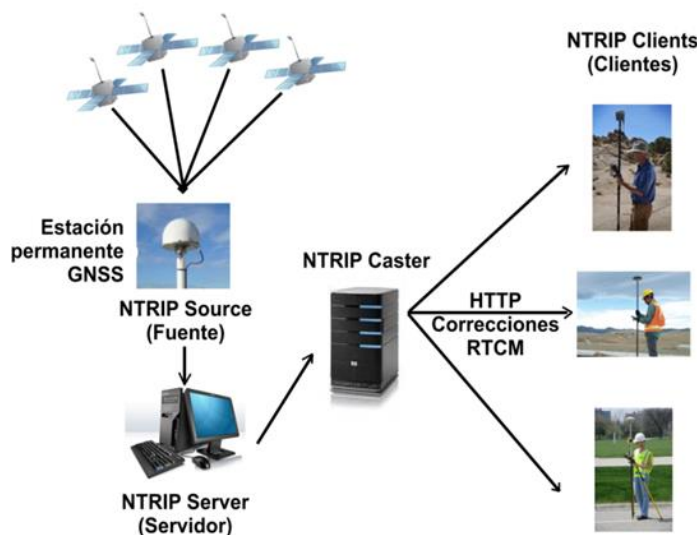 NTRIP Clients
(Clientes)
Estación
permanente
GNSS
NTRIP Source
(Fuente)
NTRIP Caster
HTTP
Correcciones
RTCM
NTRIP Server
(Servidor)